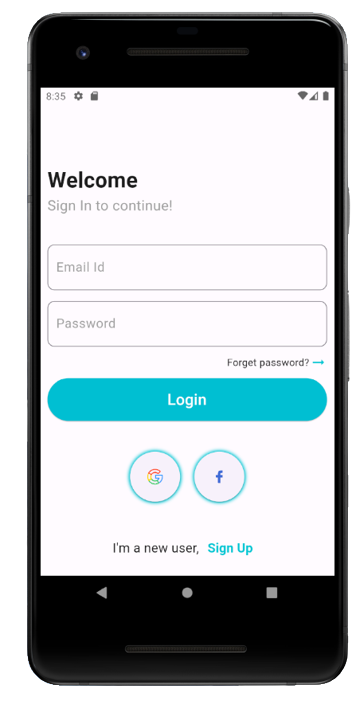 8:35
Welcome
Sign In to continue!
Email Id
Password
Forget password?
Login
G f
I'm a new user, Sign Up